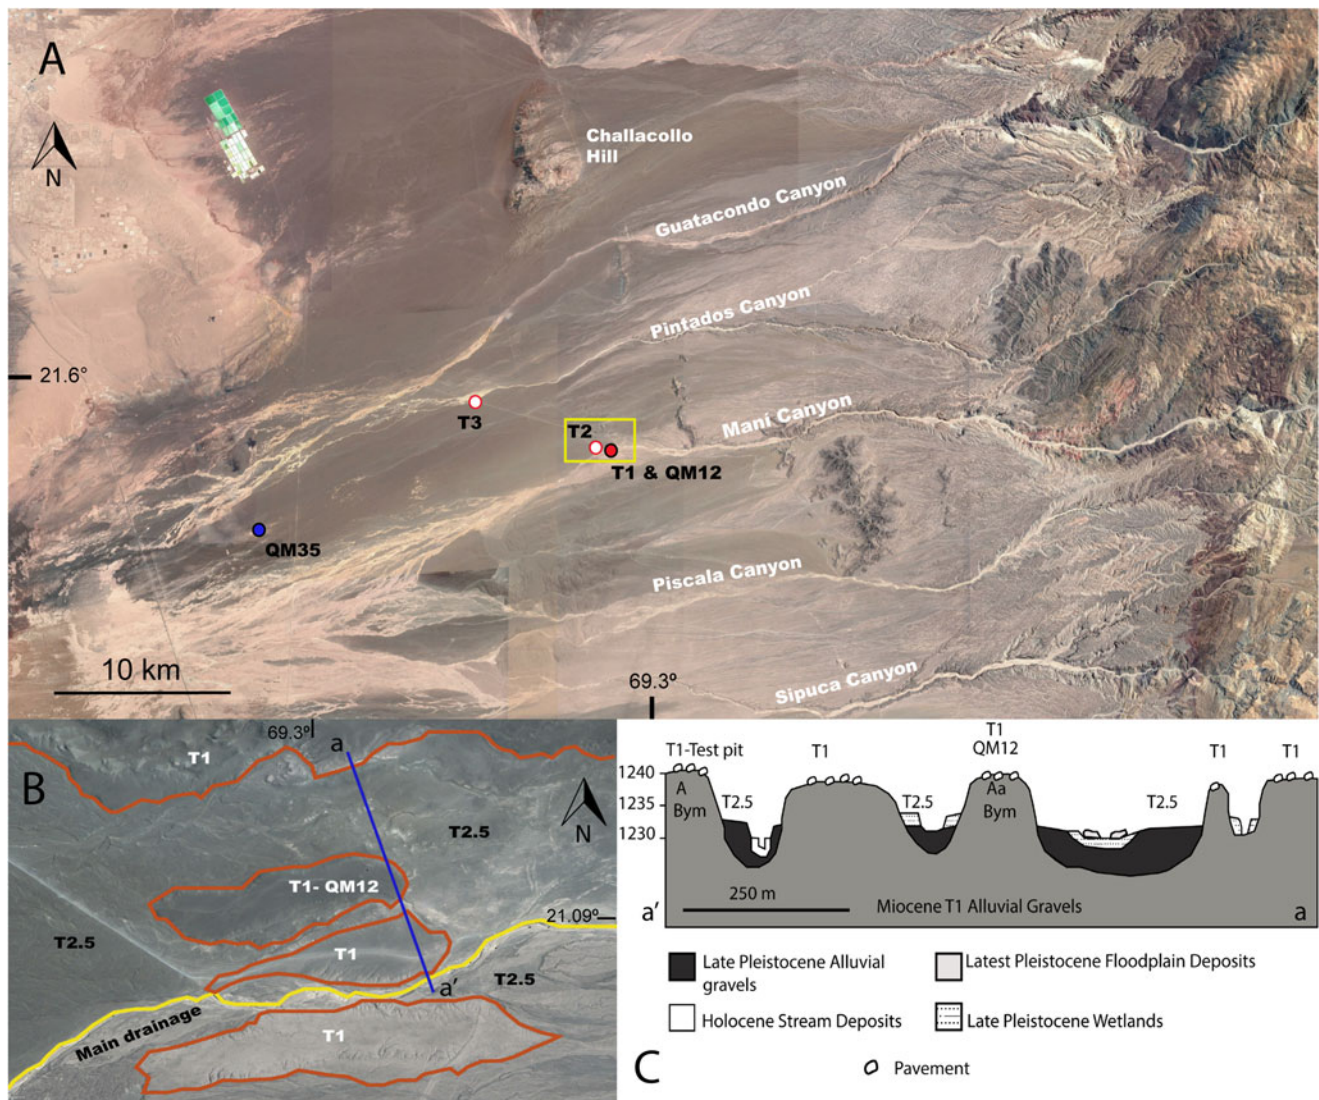 A
N
Challacollo
Hill
Guatacondo Canyon
Pintados Canyon
21.6°
T3
Mani Canyon
T2
T1 & QM12
QM35
Piscala Canyon
10 km
69.3º
Sipuca Canyon
B
69.3º
a
T1
N
T2.5
T1- QM12
21.09º
T2.5
T1
T2.5
a'
Main drainage
T1
T1-Test pit
T1
T1
QM12
T1
T1
1240
1235
1230
A
Bym
T2.5
T2.5
Aa
Bym
T2.5
250 m
Miocene T1 Alluvial Gravels
a'
a
Late Pleistocene Alluvial
gravels
Latest Pleistocene Floodplain Deposits
Holocene Stream Deposits
Late Pleistocene Wetlands
C
Pavement